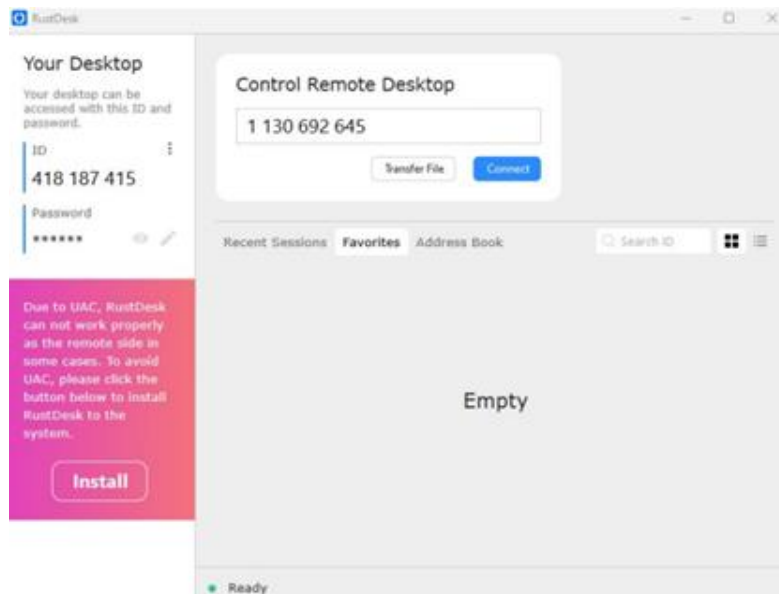 RustDesk
Your Desktop
Your desktop can be
accessed with this ID and
password.
ID
418 187 415
Password
******
Due to UAC, RustDesk
can not work properly
as the remote side in
some cases. To avoid
UAC, please click the
button below to install
RustDesk to the
system.
Install
Control Remote Desktop
1 130 692 645
Transfer File
Connect
Recent Sessions
Favorites
Address Book
Search ID
Empty
Ready